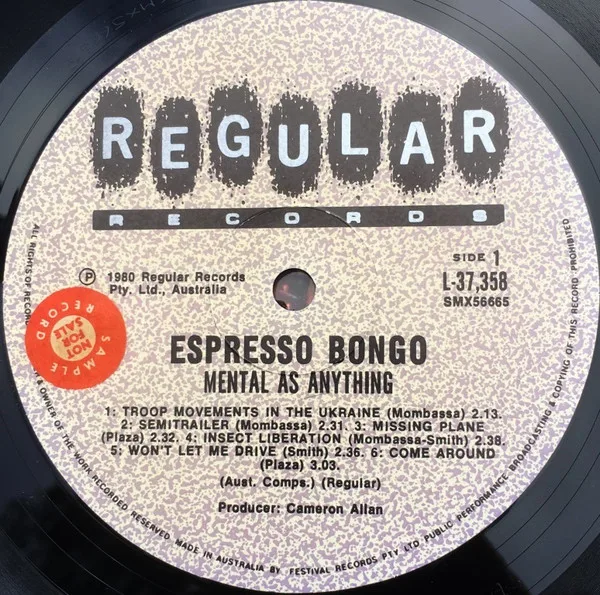 REGULAR
RECORDS
℗ 1980 Regular Records
Pty. Ltd., Australia
SIDE 1
L-37,358
SMX56665
SAMPLE
RECORD
NOT
FOR
SALE
ESPRESSO BONGO
MENTAL AS ANYTHING
1: TROOP MOVEMENTS IN THE UKRAINE (Mombassa) 2.13.
2: SEMITRAILER (Mombassa) 2.31. 3: MISSING PLANE
(Plaza) 2.32. 4: INSECT LIBERATION (Mombassa-Smith) 2.38.
5: WON'T LET ME DRIVE (Smith) 2.36. 6: COME AROUND
(Plaza) 3.03.
(Aust. Comps.) (Regular)
Producer: Cameron Allan
ALL RIGHTS OF RECORD
& OWNER OF THE WORK RECORDED RESERVED MADE IN AUSTRALIA BY FESTIVAL RECORDS PTY LTD PUBLIC PERFORMANCE BROADCASTING & COPYING OF THIS RECORD PROHIBITED